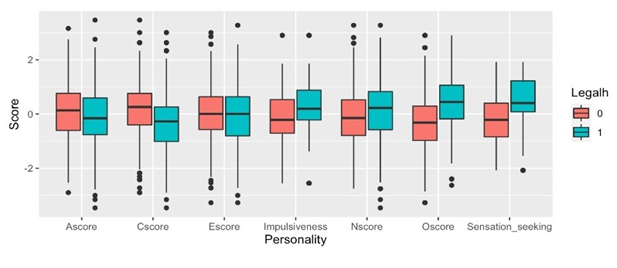 2
0
-2
Score
Ascore Cscore Escore Impulsiveness Nscore Oscore Sensation_seeking
Personality
Legalh
0
1